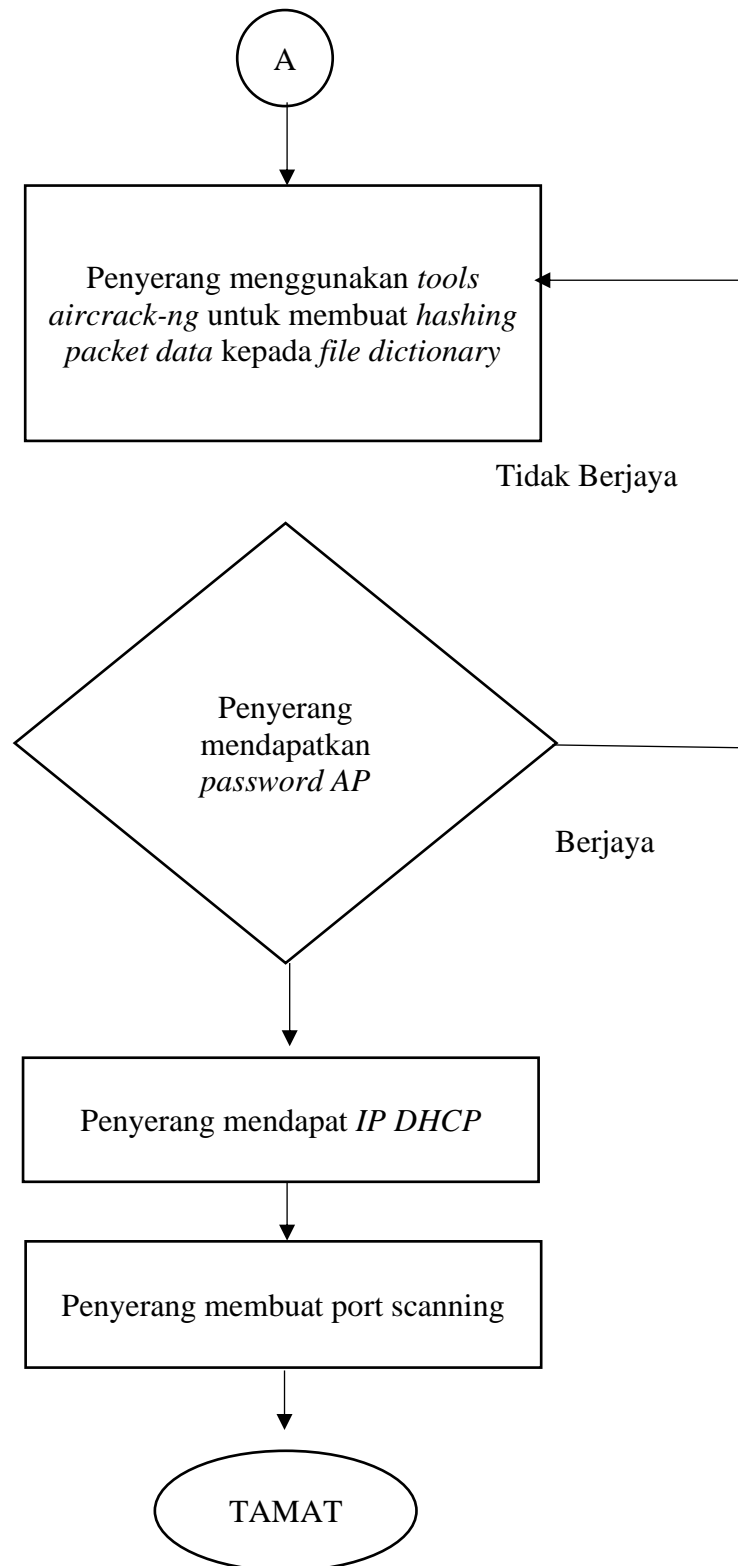 A
Penyerang menggunakan tools
aircrack-ng untuk membuat hashing
packet data kepada file dictionary
Tidak Berjaya
Penyerang
mendapatkan
password AP
Berjaya
Penyerang mendapat IP DHCP
Penyerang membuat port scanning
TAMAT